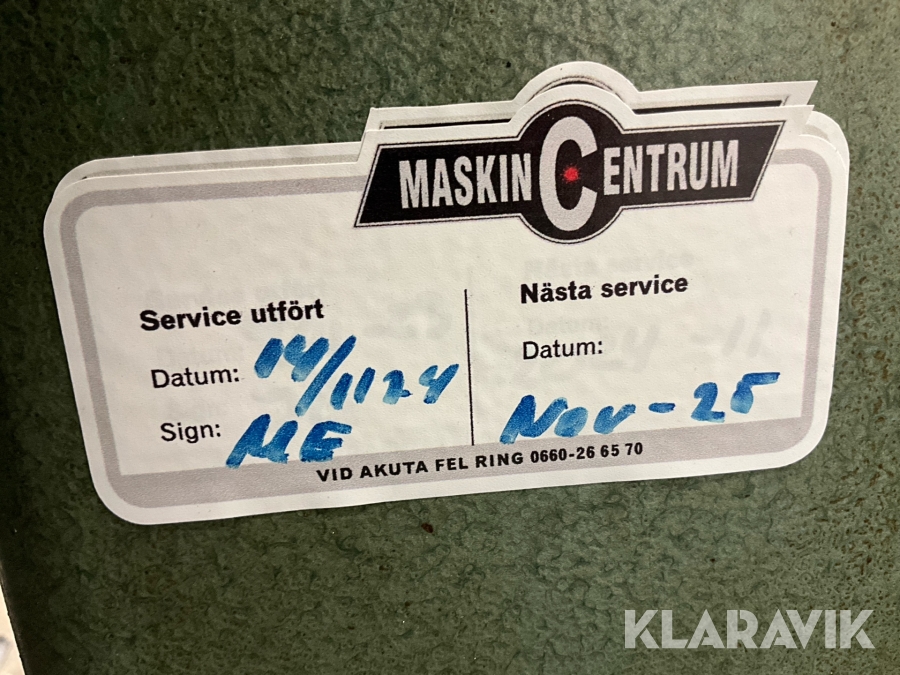 MASKINCENTRUM
Service utfört
Datum: 14/11 24
Sign: ME
Nästa service
Datum:
Nov-25
VID AKUTA FEL RING 0660-26 65 70
KLARAVIK